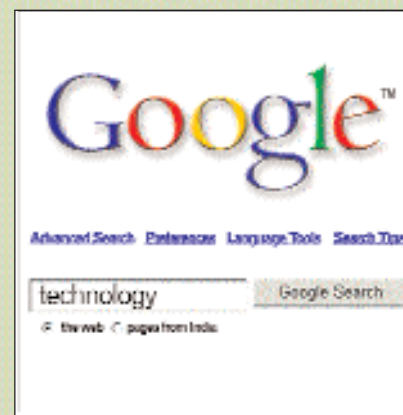 Google™
Advanced Search Preferences Language Tools Search Tips
technology Google Search
the web pages from India